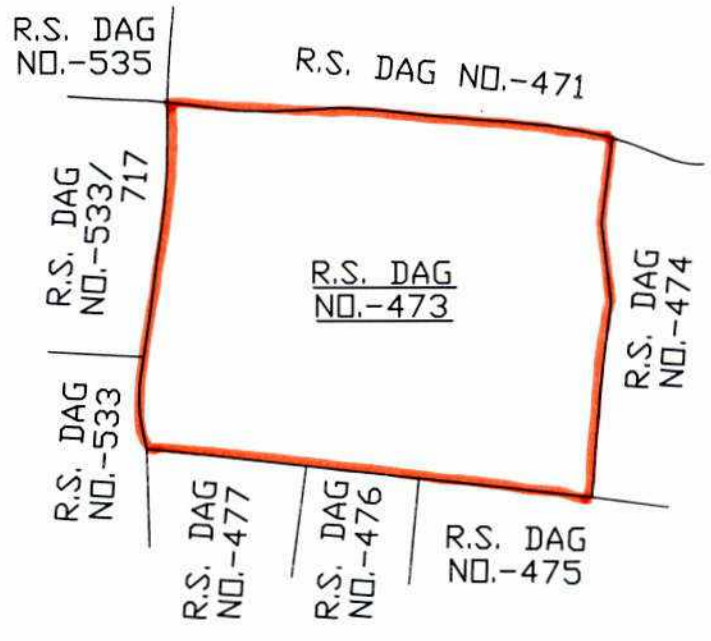 R.S. DAG
NO.-535
R.S. DAG NO.-471
R.S. DAG
NO.-533/
717
R.S. DAG
NO.-473
R.S. DAG
NO.-474
R.S. DAG
NO.-533
R.S. DAG
NO.-477
R.S. DAG
NO.-476
R.S. DAG
NO.-475